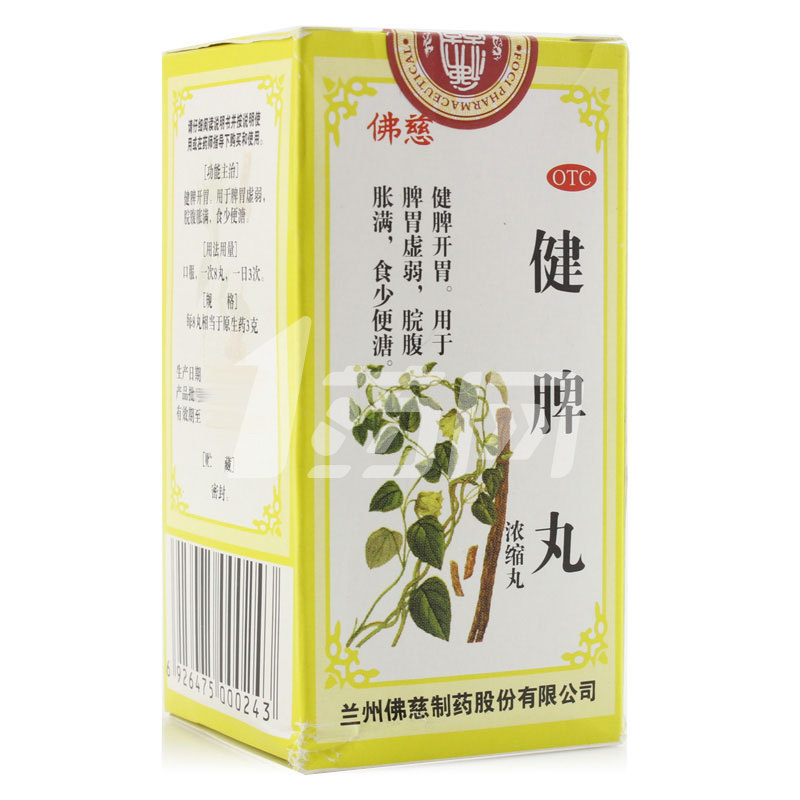 FOCI PHARMACEUTICAL
佛慈
OTC
健脾丸
浓缩丸
健脾开胃。用于
脾胃虚弱，脘腹
胀满，食少便溏。
兰州佛慈制药股份有限公司
请仔细阅读说明书并按说明使
用或在药师指导下购买和使用。
[功能主治]
健脾开胃。用于脾胃虚弱，
脘腹胀满，食少便溏。
[用法用量]
口服，一次8丸，一日3次。
[规 格]
每8丸相当于原生药3克
生产日期
产品批
有效期至
[贮 藏]
密封。
6926475000243
1药网